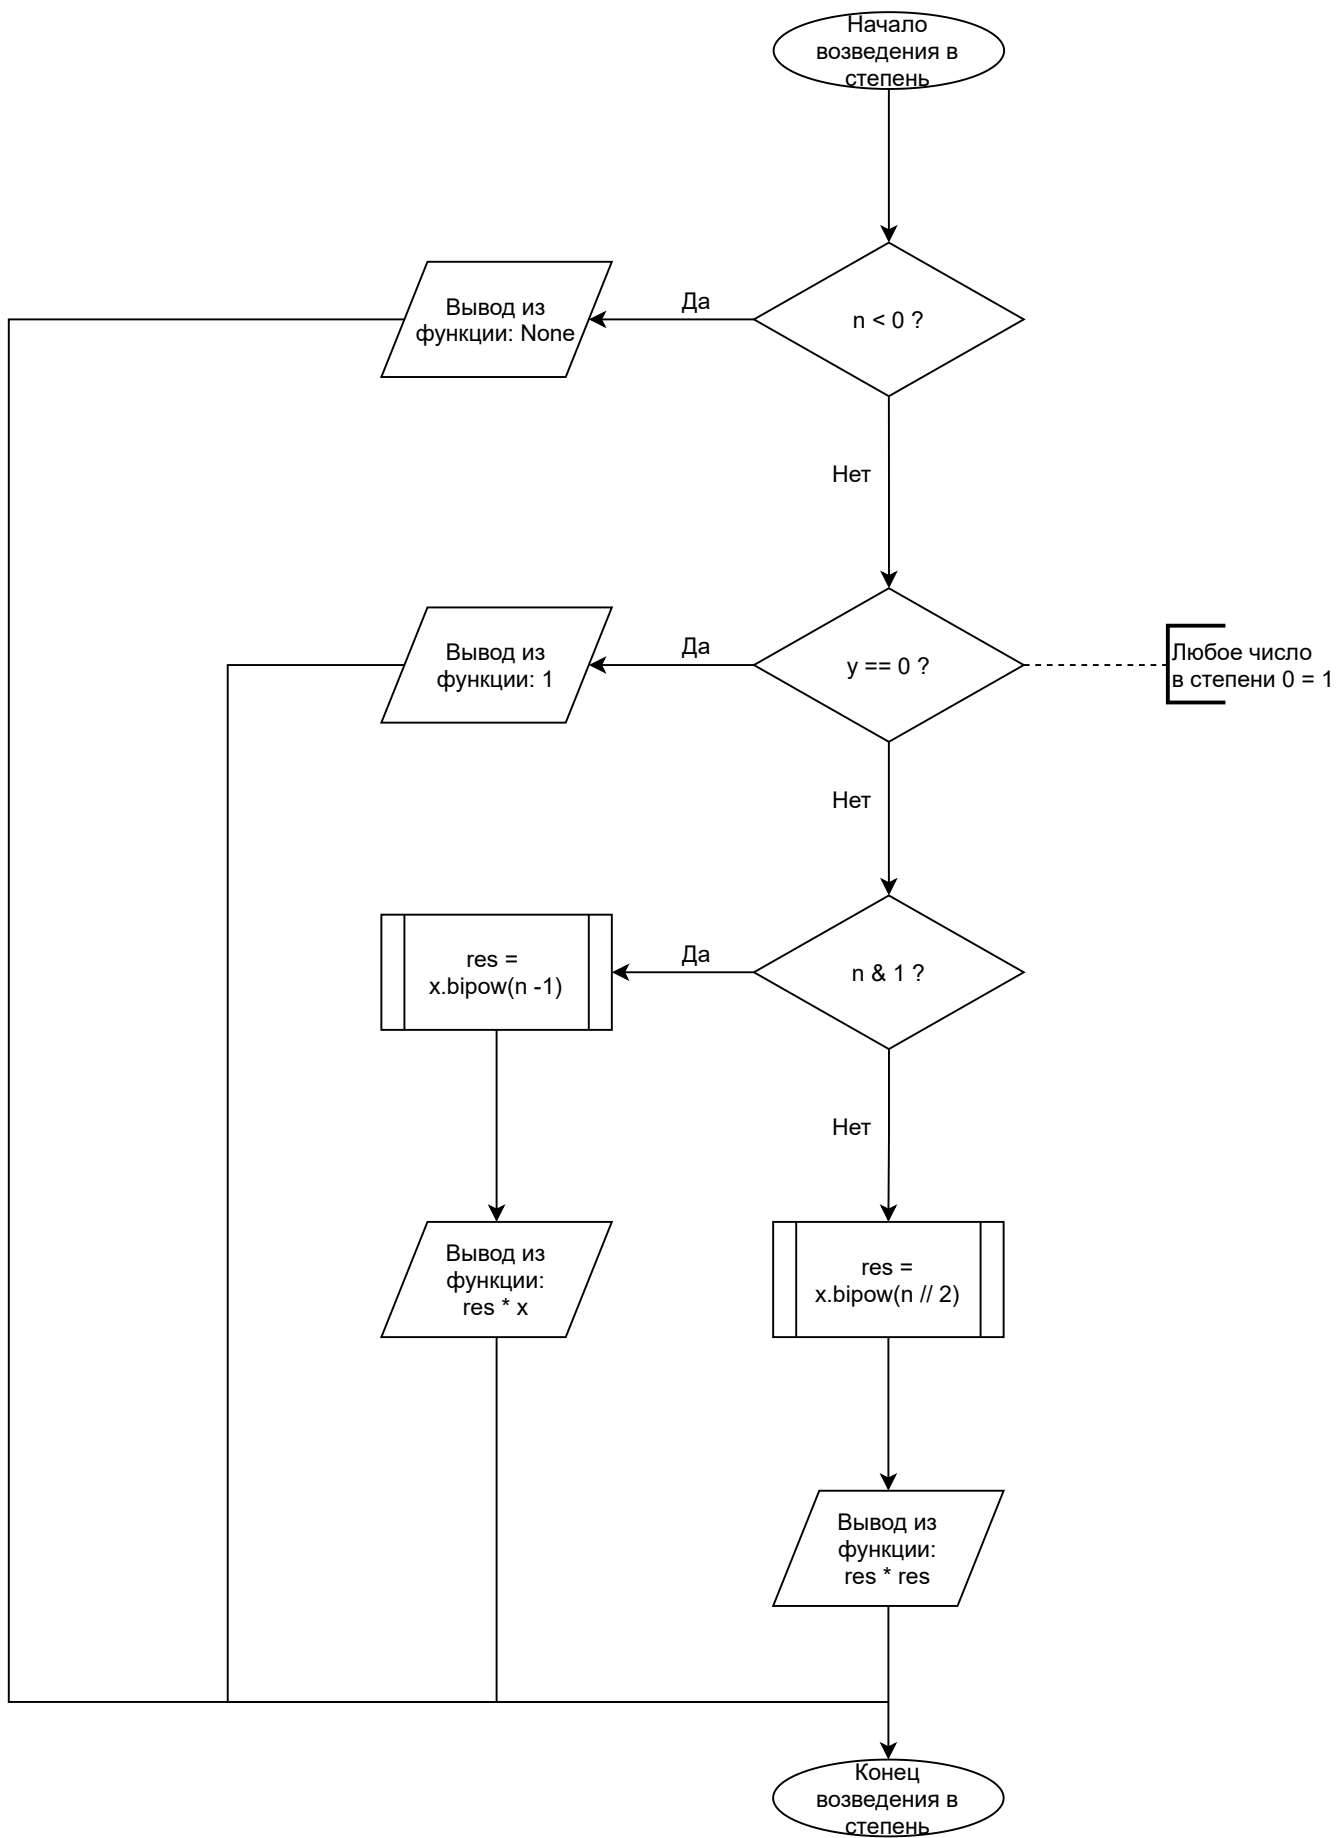 Начало
возведения в
степень
n < 0 ?
Да
Вывод из
функции: None
Нет
y == 0 ?
Да
Вывод из
функции: 1
Любое число
в степени 0 = 1
Нет
n & 1 ?
Да
res =
x.bipow(n -1)
Нет
Вывод из
функции:
res * x
res =
x.bipow(n // 2)
Вывод из
функции:
res * res
Конец
возведения в
степень